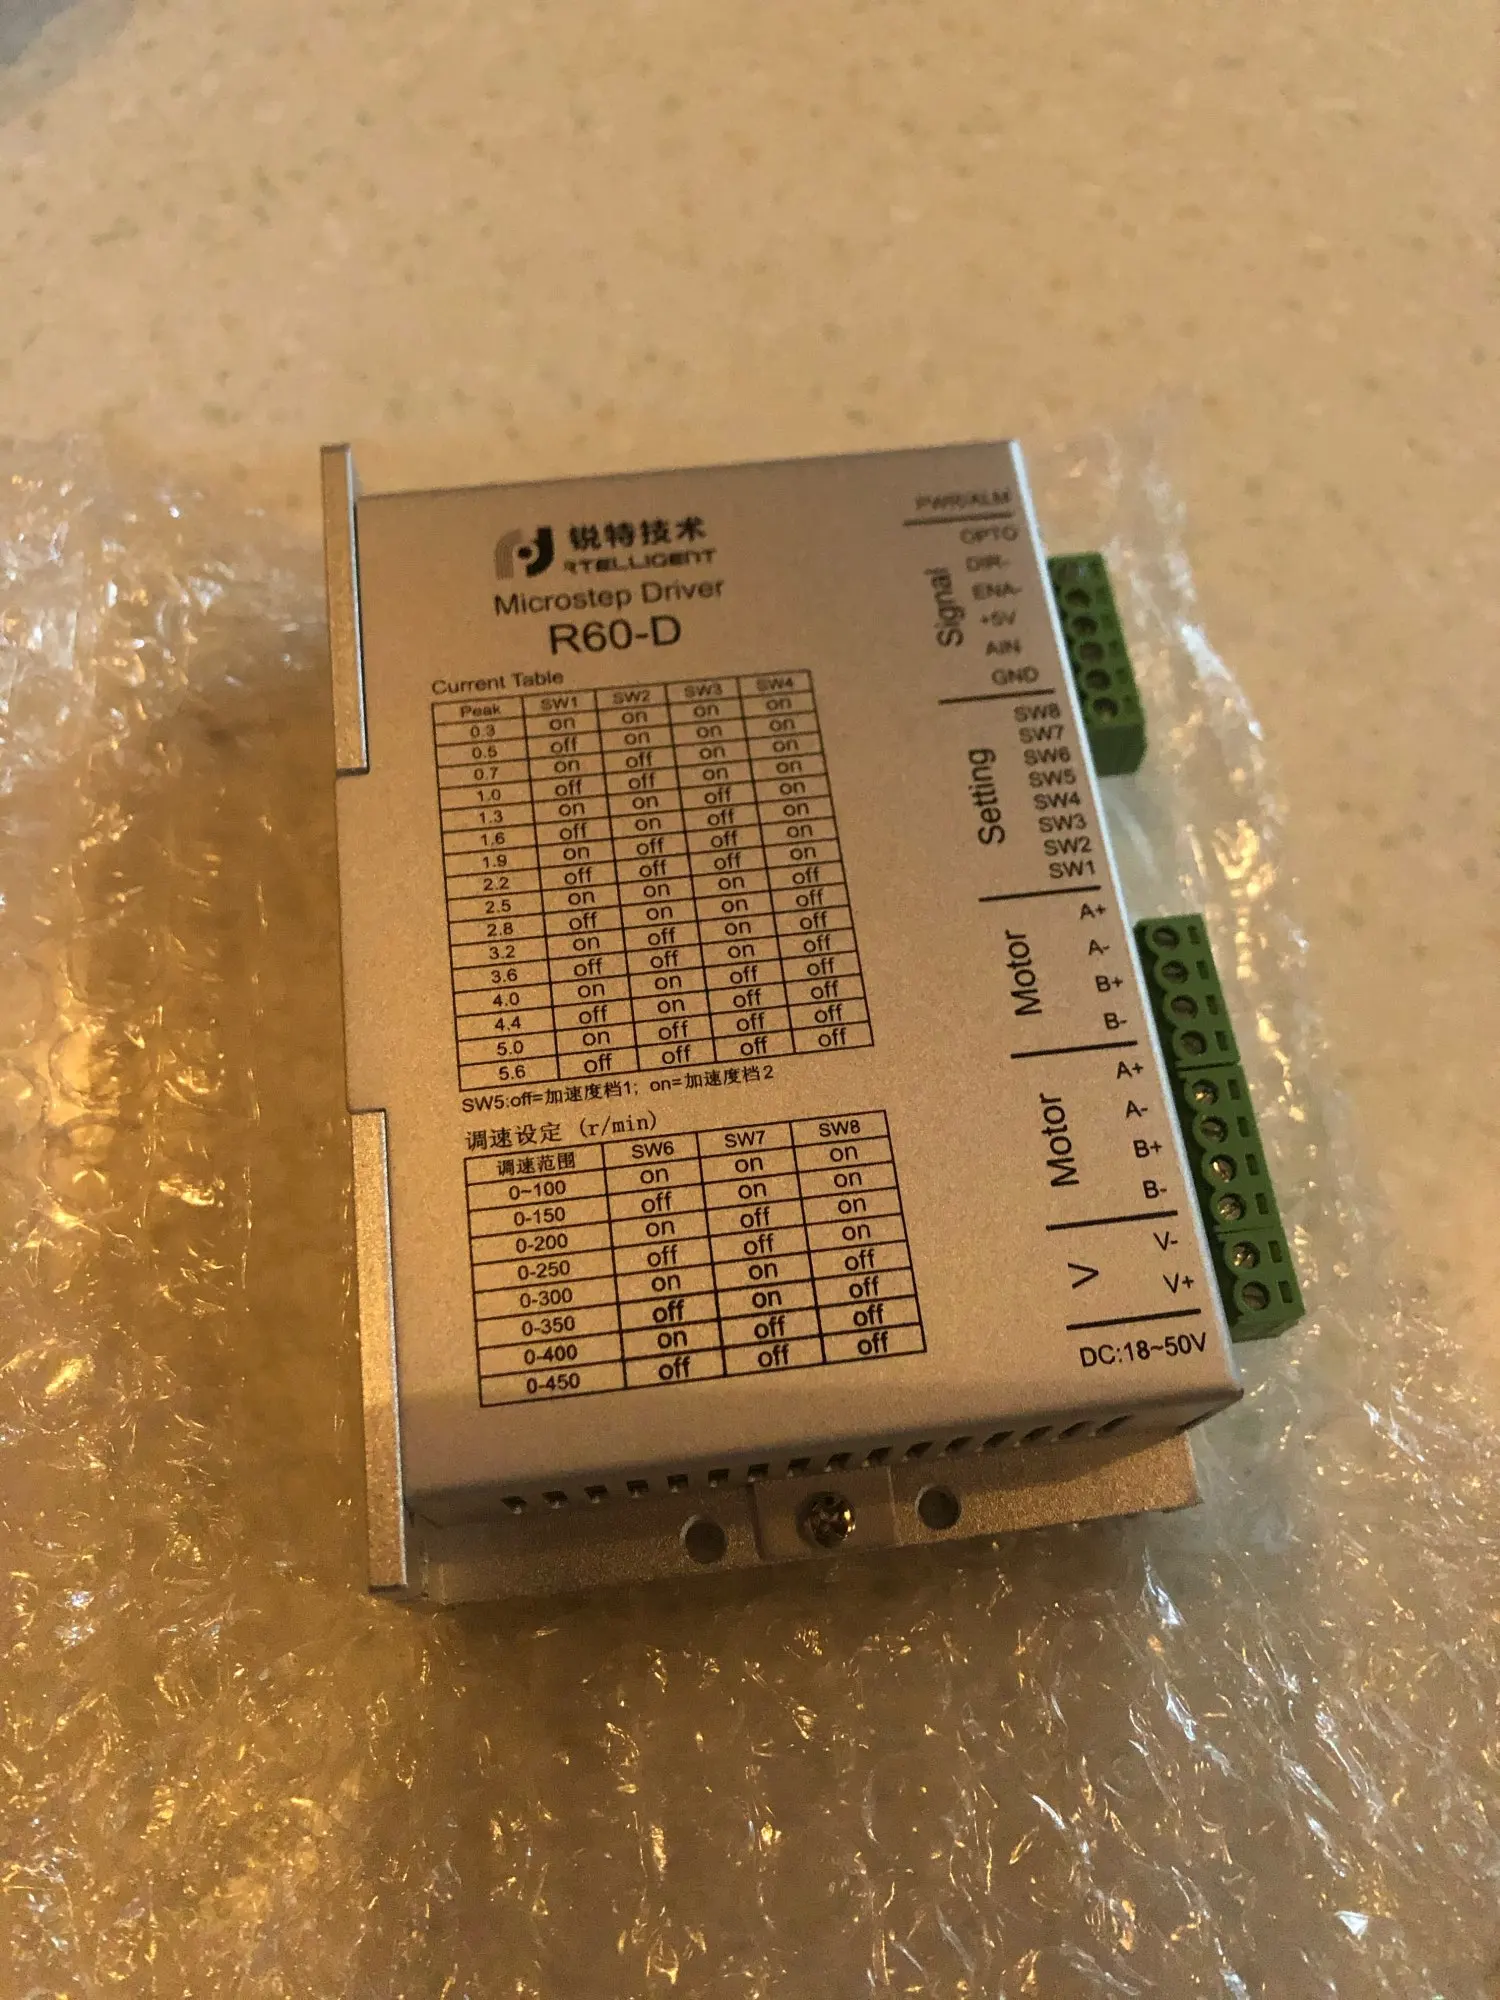 锐特技术
RTELLIGENT
Microstep Driver
R60-D
Current Table
Peak SW1 SW2 SW3 SW4
0.3 on on on on
0.5 off on on on
0.7 on off on on
1.0 off off on on
1.3 on on off on
1.6 off on off on
1.9 on off off on
2.2 off off off on
2.5 on on on off
2.8 off on on off
3.2 on off on off
3.6 off off on off
4.0 on on off off
4.4 off on off off
5.0 on off off off
5.6 off off off off
SW5:off=加速度档1; on=加速度档2
调速设定 (r/min)
调速范围 SW6 SW7 SW8
0~100 on on on
0-150 off on on
0-200 on off on
0-250 off off on
0-300 on on off
0-350 off on off
0-400 on off off
0-450 off off off
PWR/ALM
Signal
OPTO
DIR-
ENA-
+5V
AIN
GND
Setting
SW8
SW7
SW6
SW5
SW4
SW3
SW2
SW1
Motor
A+
A-
B+
B-
Motor
A+
A-
B+
B-
V
V-
V+
DC:18~50V